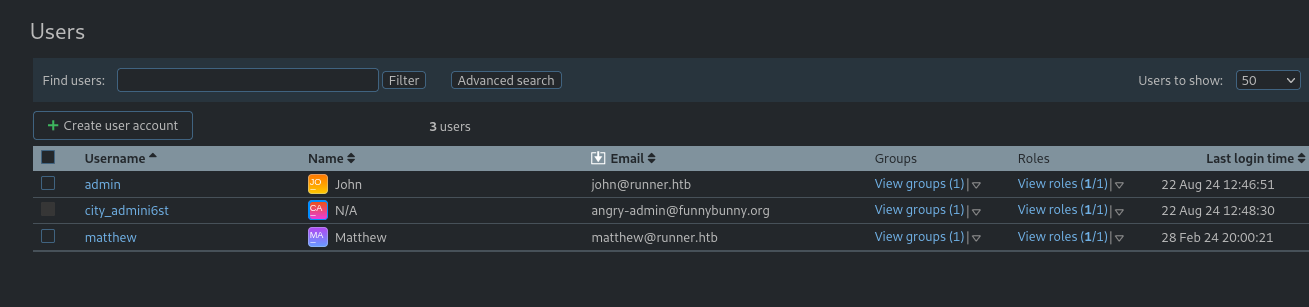 Users
Find users: Filter Advanced search Users to show: 50
+ Create user account 3 users
Username Name Email Groups Roles Last login time
admin JO John john@runner.htb View groups (1) | View roles (1/1) | 22 Aug 24 12:46:51
city_admini6st CA N/A angry-admin@funnybunny.org View groups (1) | View roles (1/1) | 22 Aug 24 12:48:30
matthew MA Matthew matthew@runner.htb View groups (1) | View roles (1/1) | 28 Feb 24 20:00:21